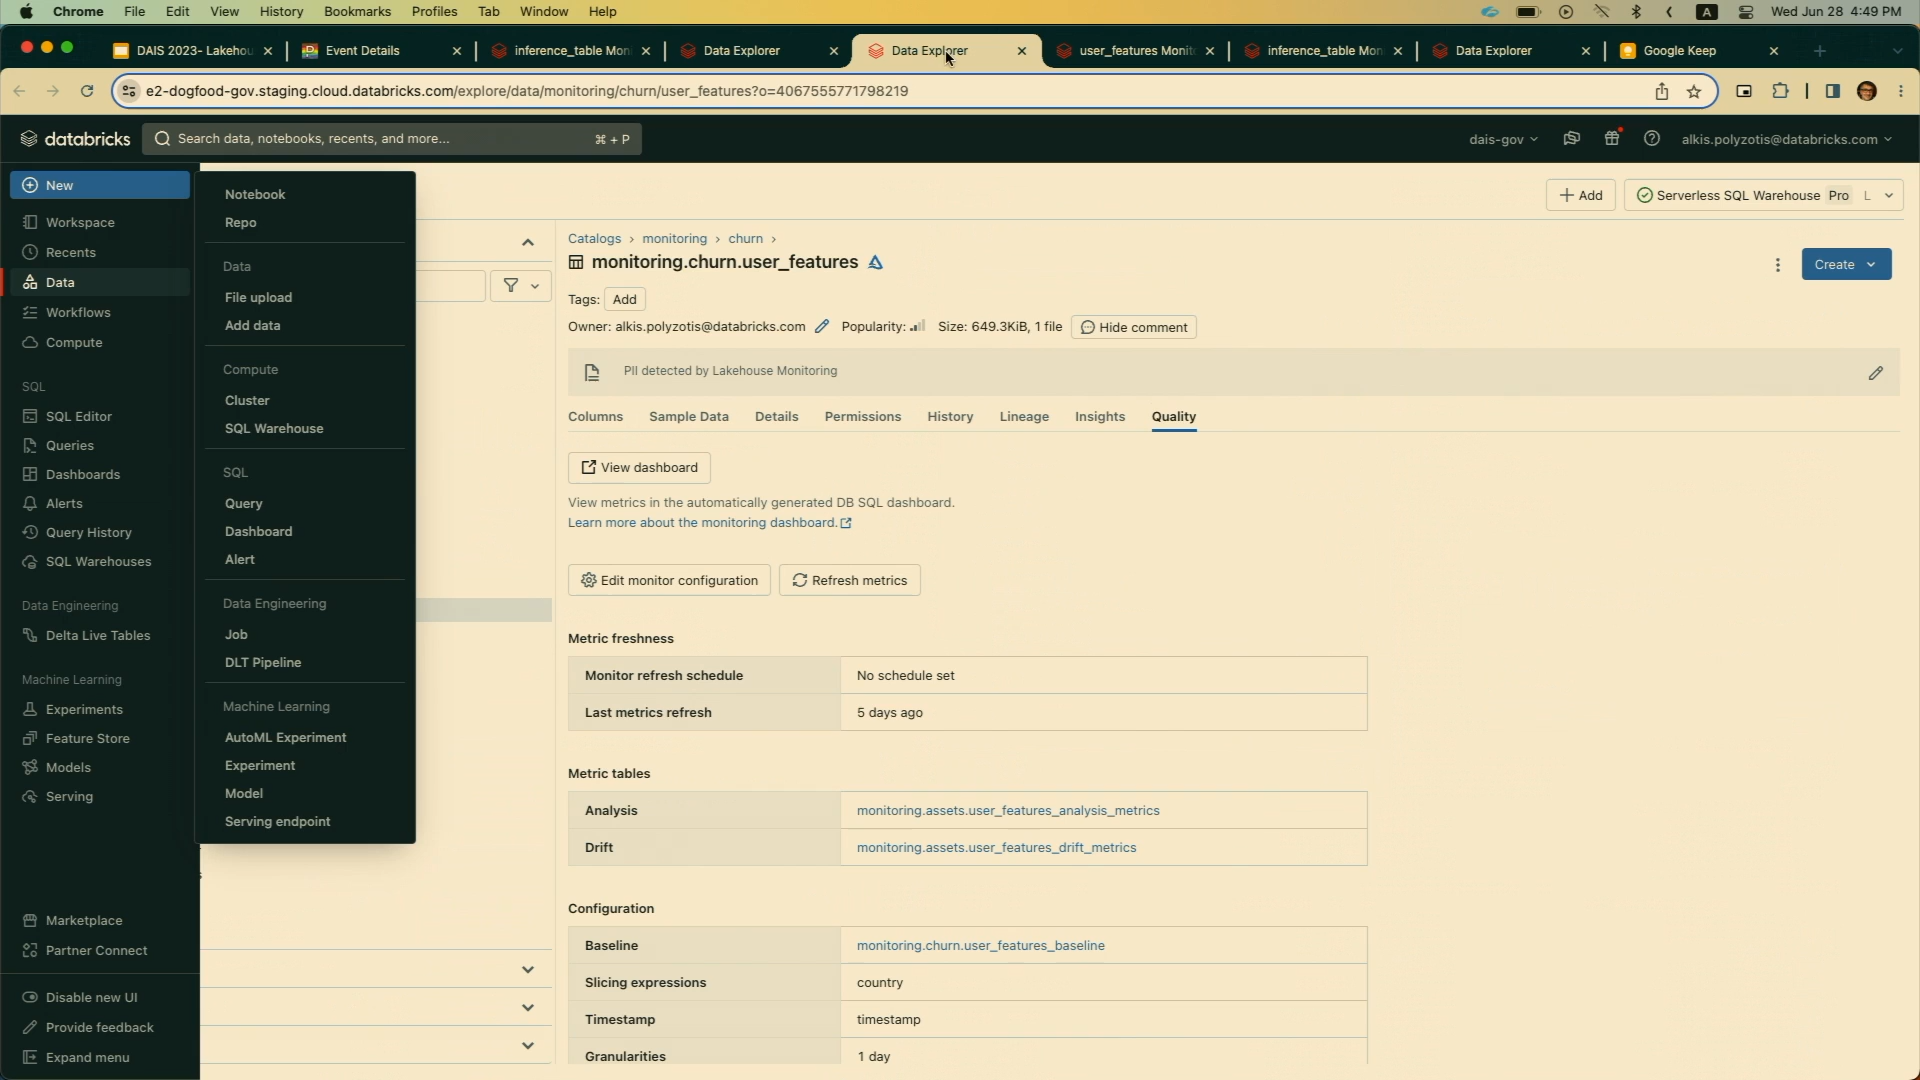 Chrome File Edit View History Bookmarks Profiles Tab Window Help
A Wed Jun 28 4:49 PM
DAIS 2023- Lakehou Event Details inference_table Mon Data Explorer Data Explorer user_features Monit inference_table Mon Data Explorer Google Keep
e2-dogfood-gov.staging.cloud.databricks.com/explore/data/monitoring/churn/user_features?o=4067555771798219
databricks
Search data, notebooks, recents, and more... ⌘ + P
dais-gov
alkis.polyzotis@databricks.com
New
Workspace
Recents
Data
Workflows
Compute
SQL
SQL Editor
Queries
Dashboards
Alerts
Query History
SQL Warehouses
Data Engineering
Delta Live Tables
Machine Learning
Experiments
Feature Store
Models
Serving
Marketplace
Partner Connect
Disable new UI
Provide feedback
Expand menu
Notebook
Repo
Data
File upload
Add data
Compute
Cluster
SQL Warehouse
SQL
Query
Dashboard
Alert
Data Engineering
Job
DLT Pipeline
Machine Learning
AutoML Experiment
Experiment
Model
Serving endpoint
Add
Serverless SQL Warehouse Pro L
Catalogs › monitoring › churn ›
monitoring.churn.user_features
Create
Tags: Add
Owner: alkis.polyzotis@databricks.com Popularity: Size: 649.3KiB, 1 file Hide comment
PII detected by Lakehouse Monitoring
Columns Sample Data Details Permissions History Lineage Insights Quality
View dashboard
View metrics in the automatically generated DB SQL dashboard.
Learn more about the monitoring dashboard.
Edit monitor configuration Refresh metrics
Metric freshness
Monitor refresh schedule No schedule set
Last metrics refresh 5 days ago
Metric tables
Analysis monitoring.assets.user_features_analysis_metrics
Drift monitoring.assets.user_features_drift_metrics
Configuration
Baseline monitoring.churn.user_features_baseline
Slicing expressions country
Timestamp timestamp
Granularities 1 day